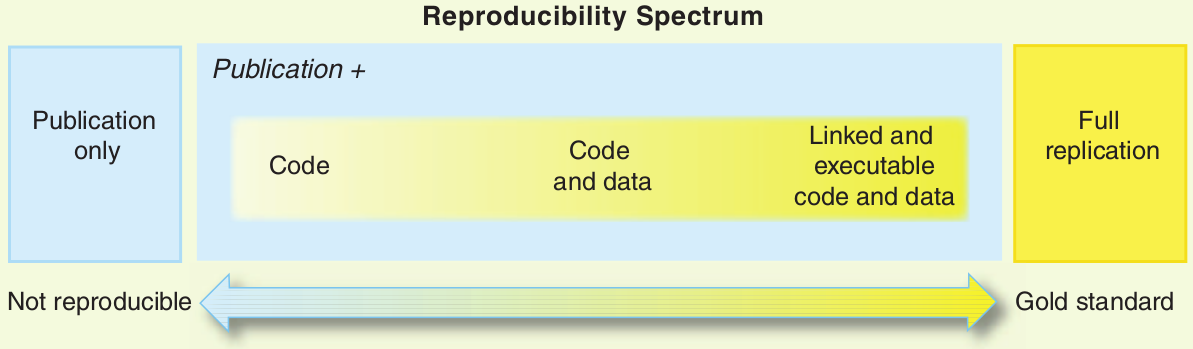 Reproducibility Spectrum
Publication
only
Publication +
Code
Code
and data
Linked and
executable
code and data
Full
replication
Not reproducible
Gold standard